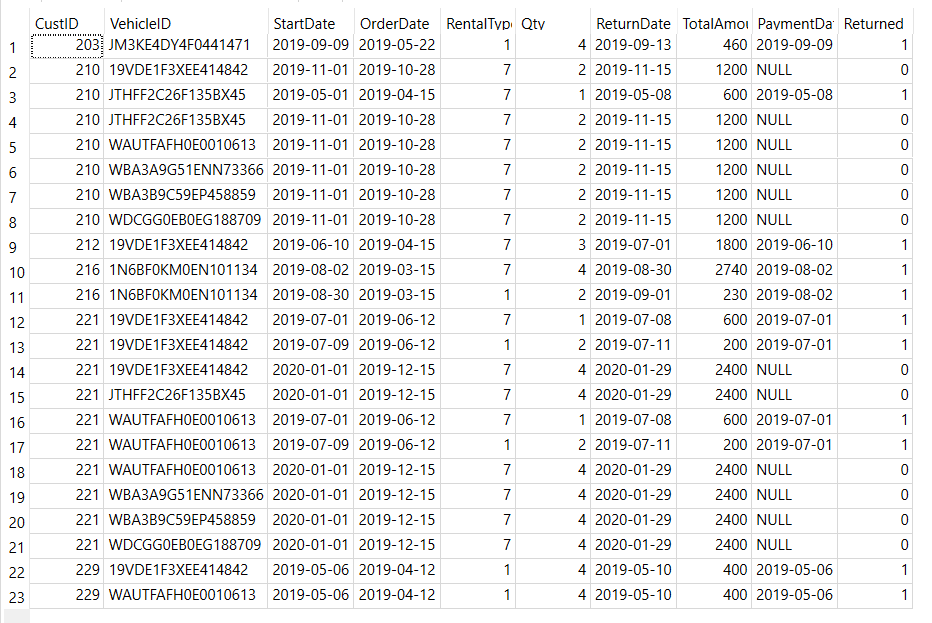 CustID VehicleID StartDate OrderDate RentalTyp Qty ReturnDate TotalAmou PaymentDat Returned
1 203 JM3KE4DY4F0441471 2019-09-09 2019-05-22 1 4 2019-09-13 460 2019-09-09 1
2 210 19VDE1F3XEE414842 2019-11-01 2019-10-28 7 2 2019-11-15 1200 NULL 0
3 210 JTHFF2C26F135BX45 2019-05-01 2019-04-15 7 1 2019-05-08 600 2019-05-08 1
4 210 JTHFF2C26F135BX45 2019-11-01 2019-10-28 7 2 2019-11-15 1200 NULL 0
5 210 WAUTFAFH0E0010613 2019-11-01 2019-10-28 7 2 2019-11-15 1200 NULL 0
6 210 WBA3A9G51ENN73366 2019-11-01 2019-10-28 7 2 2019-11-15 1200 NULL 0
7 210 WBA3B9C59EP458859 2019-11-01 2019-10-28 7 2 2019-11-15 1200 NULL 0
8 210 WDCGG0EB0EG188709 2019-11-01 2019-10-28 7 2 2019-11-15 1200 NULL 0
9 212 19VDE1F3XEE414842 2019-06-10 2019-04-15 7 3 2019-07-01 1800 2019-06-10 1
10 216 1N6BF0KM0EN101134 2019-08-02 2019-03-15 7 4 2019-08-30 2740 2019-08-02 1
11 216 1N6BF0KM0EN101134 2019-08-30 2019-03-15 1 2 2019-09-01 230 2019-08-02 1
12 221 19VDE1F3XEE414842 2019-07-01 2019-06-12 7 1 2019-07-08 600 2019-07-01 1
13 221 19VDE1F3XEE414842 2019-07-09 2019-06-12 1 2 2019-07-11 200 2019-07-01 1
14 221 19VDE1F3XEE414842 2020-01-01 2019-12-15 7 4 2020-01-29 2400 NULL 0
15 221 JTHFF2C26F135BX45 2020-01-01 2019-12-15 7 4 2020-01-29 2400 NULL 0
16 221 WAUTFAFH0E0010613 2019-07-01 2019-06-12 7 1 2019-07-08 600 2019-07-01 1
17 221 WAUTFAFH0E0010613 2019-07-09 2019-06-12 1 2 2019-07-11 200 2019-07-01 1
18 221 WAUTFAFH0E0010613 2020-01-01 2019-12-15 7 4 2020-01-29 2400 NULL 0
19 221 WBA3A9G51ENN73366 2020-01-01 2019-12-15 7 4 2020-01-29 2400 NULL 0
20 221 WBA3B9C59EP458859 2020-01-01 2019-12-15 7 4 2020-01-29 2400 NULL 0
21 221 WDCGG0EB0EG188709 2020-01-01 2019-12-15 7 4 2020-01-29 2400 NULL 0
22 229 19VDE1F3XEE414842 2019-05-06 2019-04-12 1 4 2019-05-10 400 2019-05-06 1
23 229 WAUTFAFH0E0010613 2019-05-06 2019-04-12 1 4 2019-05-10 400 2019-05-06 1